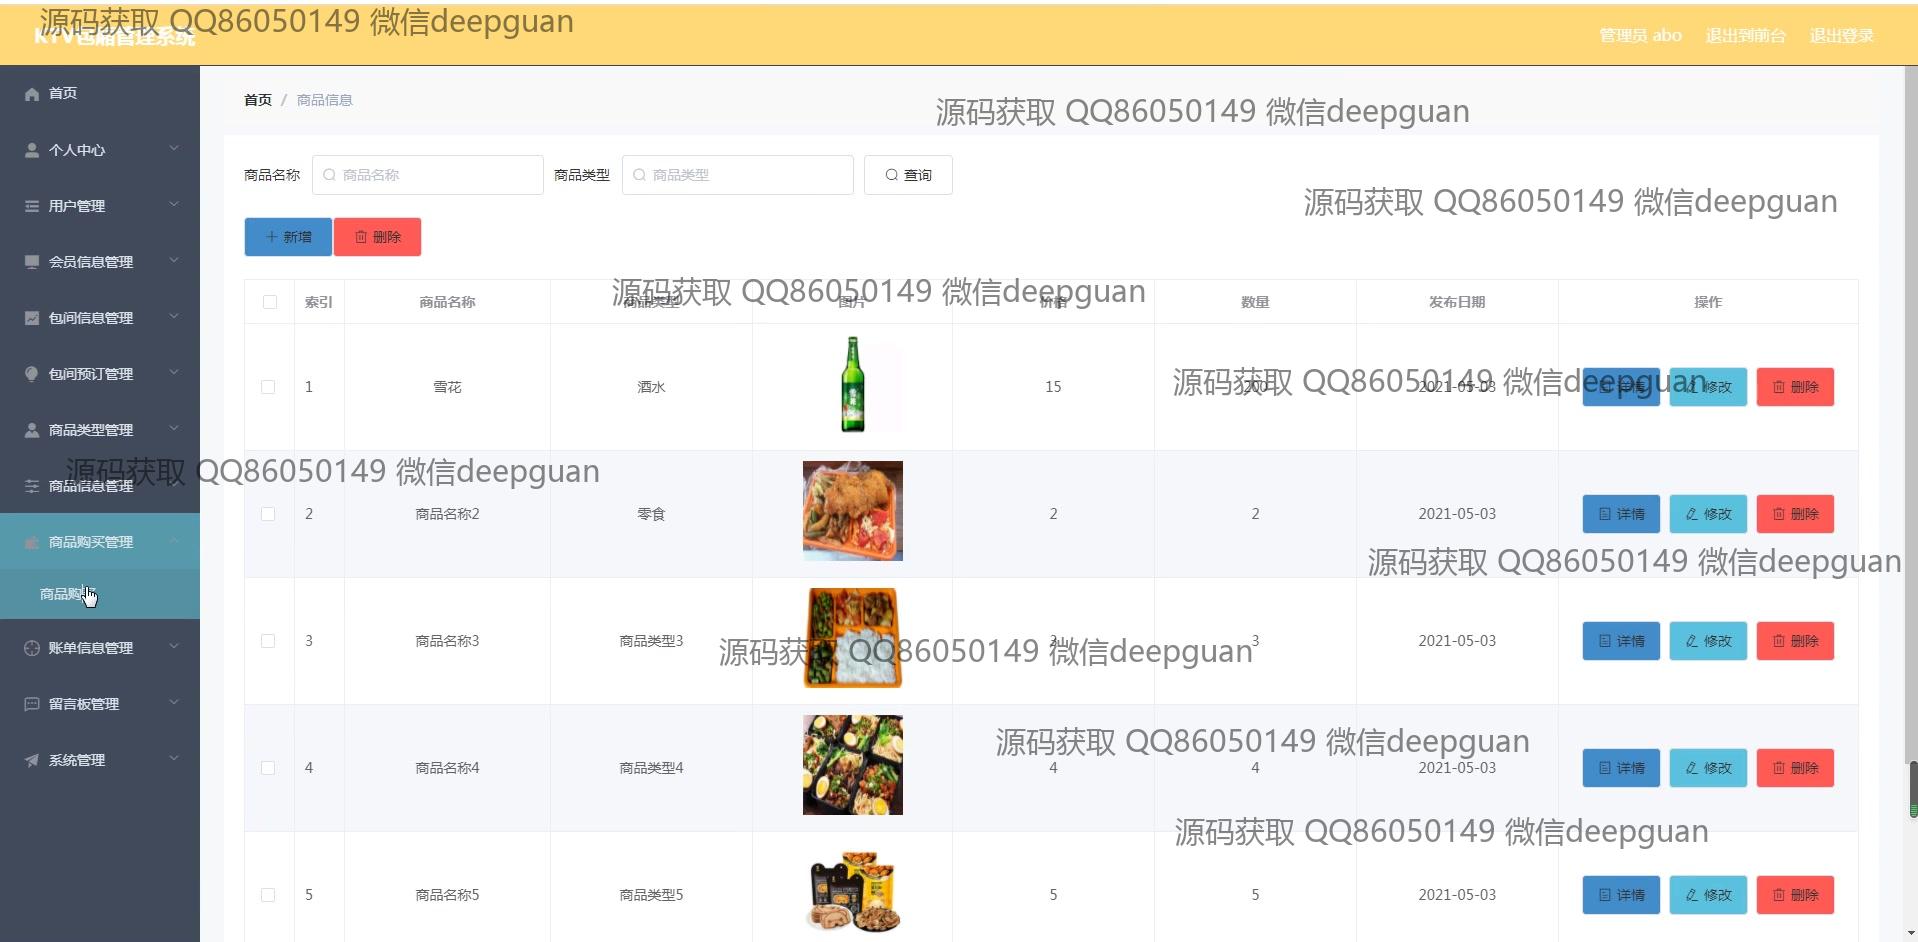 源码获取 QQ86050149 微信deepguan
KTV包厢管理系统
管理员 abo 退出到前台 退出登录
首页
个人中心
用户管理
会员信息管理
包间信息管理
包间预订管理
商品类型管理
商品信息管理
商品购买管理
商品购
账单信息管理
留言板管理
系统管理
首页 / 商品信息
源码获取 QQ86050149 微信deepguan
商品名称 商品名称 商品类型 商品类型 查询
源码获取 QQ86050149 微信deepguan
新增 删除
源码获取 QQ86050149 微信deepguan
索引 商品名称 商品类型 图片 价格 数量 发布日期 操作
源码获取 QQ86050149 微信deepguan
1 雪花 酒水 15 200 2021-05-03 详情 修改 删除
源码获取 QQ86050149 微信deepguan
2 商品名称2 零食 2 2 2021-05-03 详情 修改 删除
源码获取 QQ86050149 微信deepguan
3 商品名称3 商品类型3 3 3 2021-05-03 详情 修改 删除
源码获取 QQ86050149 微信deepguan
源码获取 QQ86050149 微信deepguan
4 商品名称4 商品类型4 4 4 2021-05-03 详情 修改 删除
源码获取 QQ86050149 微信deepguan
5 商品名称5 商品类型5 5 5 2021-05-03 详情 修改 删除